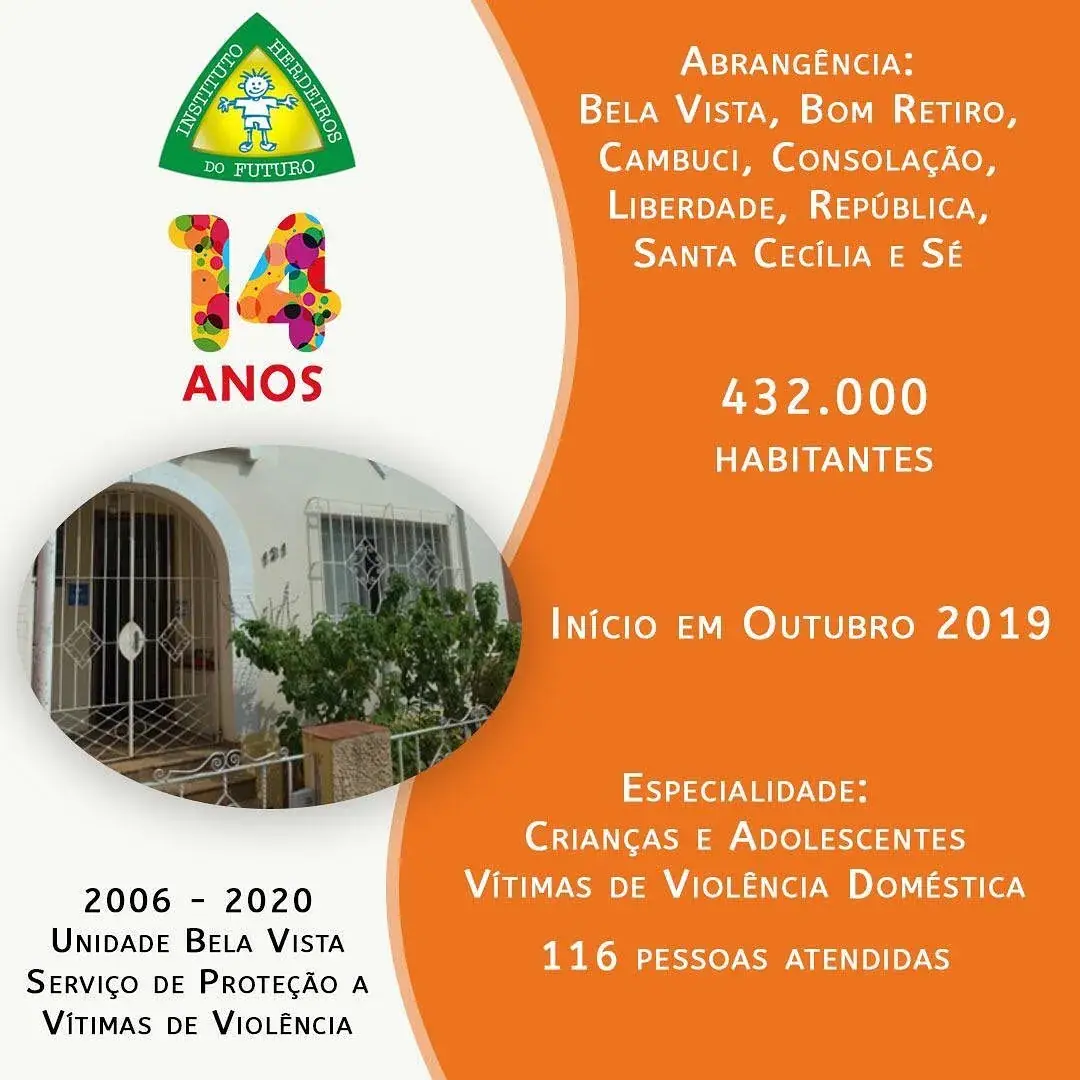 INSTITUTO HERDEIROS
DO FUTURO
14
ANOS
121
2006 - 2020
UNIDADE BELA VISTA
SERVIÇO DE PROTEÇÃO A
VÍTIMAS DE VIOLÊNCIA
ABRANGÊNCIA:
BELA VISTA, BOM RETIRO,
CAMBUCI, CONSOLAÇÃO,
LIBERDADE, REPÚBLICA,
SANTA CECÍLIA E SÉ
432.000
HABITANTES
INÍCIO EM OUTUBRO 2019
ESPECIALIDADE:
CRIANÇAS E ADOLESCENTES
VÍTIMAS DE VIOLÊNCIA DOMÉSTICA
116 PESSOAS ATENDIDAS